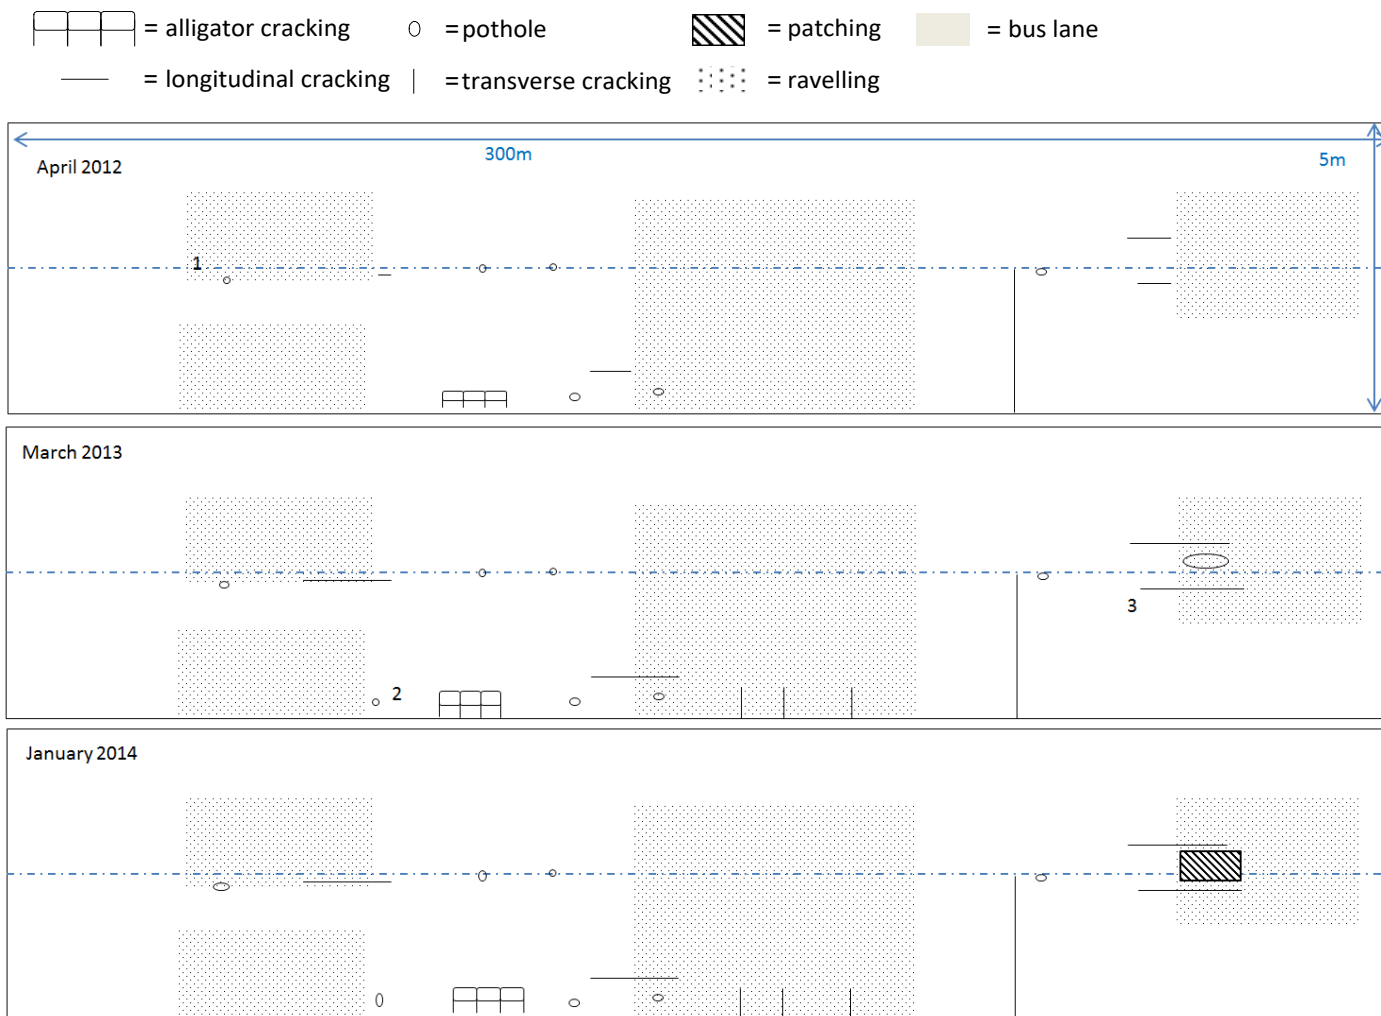 = alligator cracking =pothole = patching = bus lane
= longitudinal cracking =transverse cracking = ravelling
300m
April 2012 5m
1
March 2013
3
2
January 2014